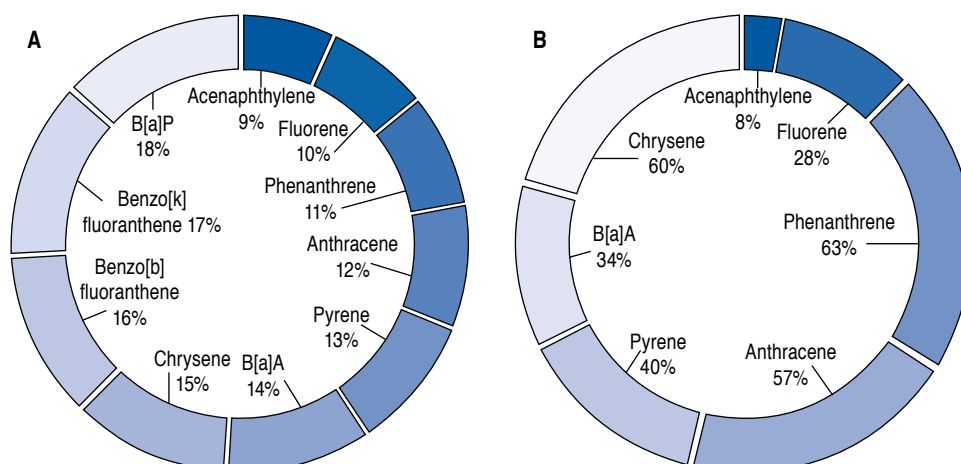 A
Acenaphthylene
9%
Fluorene
10%
Phenanthrene
11%
Anthracene
12%
Pyrene
13%
B[a]A
14%
Chrysene
15%
Benzo[b]
fluoranthene
16%
Benzo[k]
fluoranthene 17%
B[a]P
18%
B
Acenaphthylene
8%
Fluorene
28%
Phenanthrene
63%
Anthracene
57%
Pyrene
40%
B[a]A
34%
Chrysene
60%